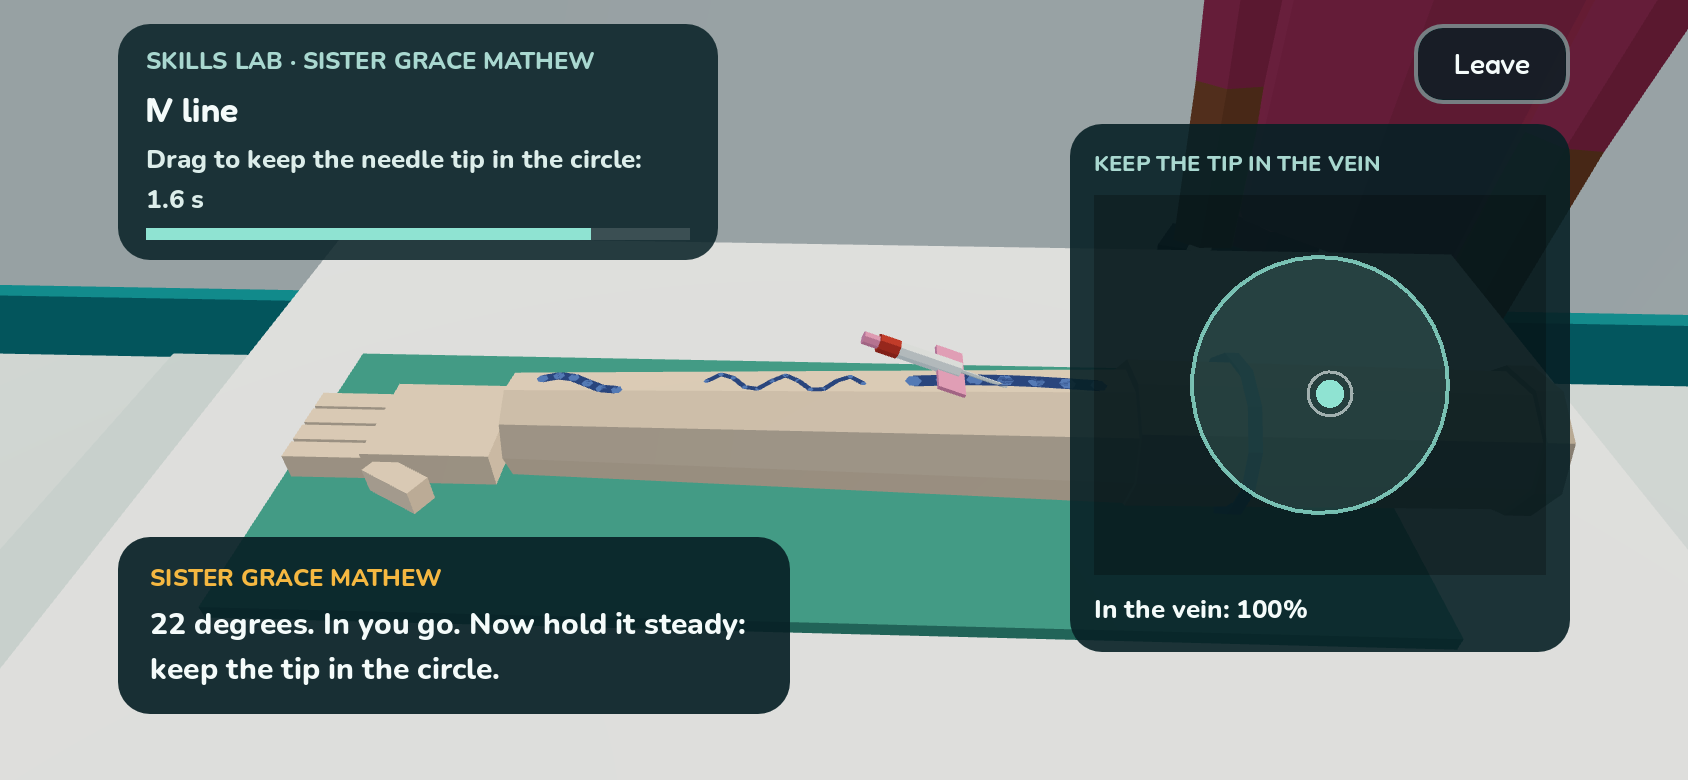 SKILLS LAB · SISTER GRACE MATHEW
IV line
Drag to keep the needle tip in the circle:
1.6 s
Leave
KEEP THE TIP IN THE VEIN
In the vein: 100%
SISTER GRACE MATHEW
22 degrees. In you go. Now hold it steady:
keep the tip in the circle.